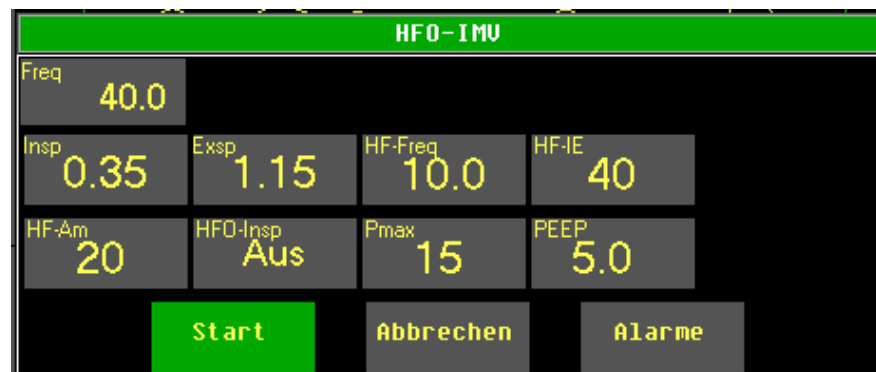 HFO-IMV
Freq
40.0
Insp Exsp HF-Freq HF-IE
0.35 1.15 10.0 40
HF-Am HFO-Insp Pmax PEEP
20 Aus 15 5.0
Start Abbrechen Alarme